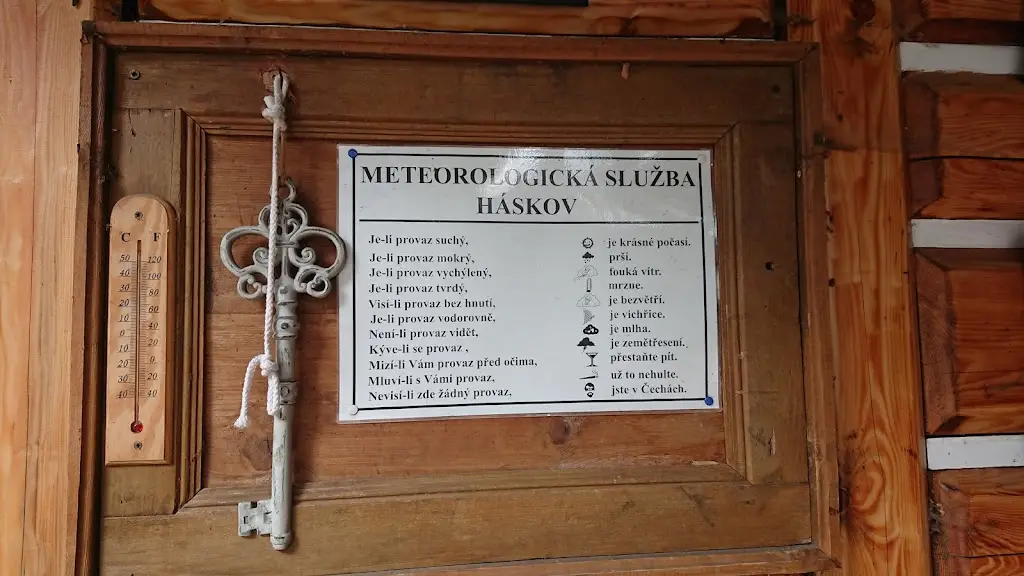 METEOROLOGICKÁ SLUŽBA
HÁSKOV
Je-li provaz suchý, je krásné počasí.
Je-li provaz mokrý, prší.
Je-li provaz vychýlený, fouká vítr.
Je-li provaz tvrdý, mrzne.
Visí-li provaz bez hnutí, je bezvětří.
Je-li provaz vodorovně, je vichřice.
Není-li provaz vidět, je mlha.
Kýve-li se provaz , je zemětřesení.
Mizí-li Vám provaz před očima, přestaňte pít.
Mluví-li s Vámi provaz, už to nehulte.
Nevisí-li zde žádný provaz, jste v Čechách.
C F
50 120
40 100
30 80
20 60
10 40
0 20
10 0
20 20
30 40
40